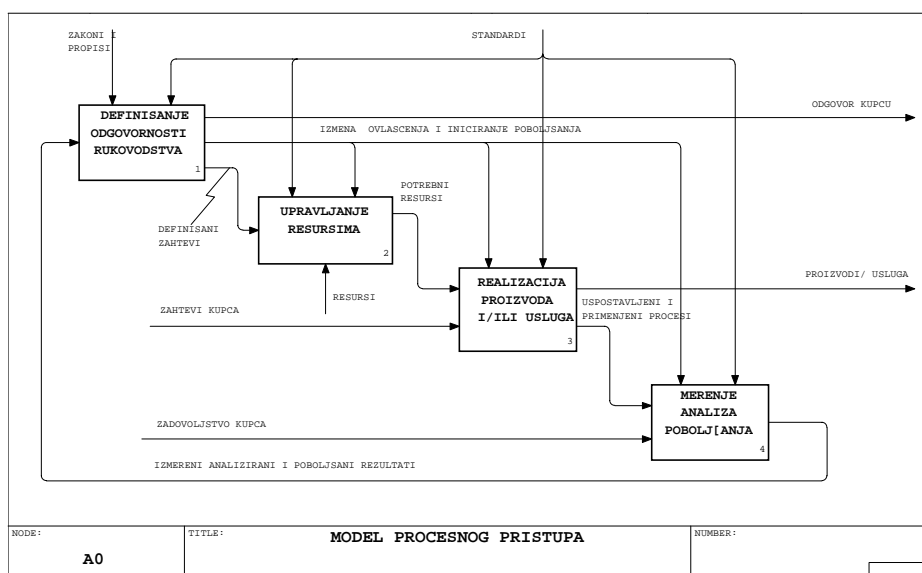 ZAKONI I
PROPISI
STANDARDI
ODGOVOR KUPCU
DEFINISANJE
ODGOVORNOSTI
RUKOVODSTVA
1
IZMENA OVLASCENJA I INICIRANJE POBOLJSANJA
DEFINISANI
ZAHTEVI
UPRAVLJANJE
RESURSIMA
2
POTREBNI
RESURSI
RESURSI
ZAHTEVI KUPCA
REALIZACIJA
PROIZVODA
I/ILI USLUGA
3
PROIZVODI/ USLUGA
USPOSTAVLJENI I
PRIMENJENI PROCESI
MERENJE
ANALIZA
POBOLJ[ANJA
4
ZADOVOLJSTVO KUPCA
IZMERENI ANALIZIRANI I POBOLJSANI REZULTATI
NODE:
A0
TITLE:
MODEL PROCESNOG PRISTUPA
NUMBER: